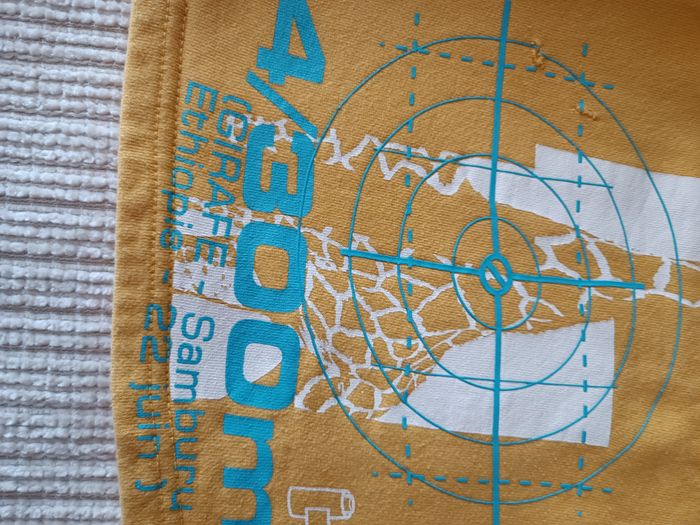 4/300m
(GIRAFE - Samburu
Ethiopie - 22 juin)